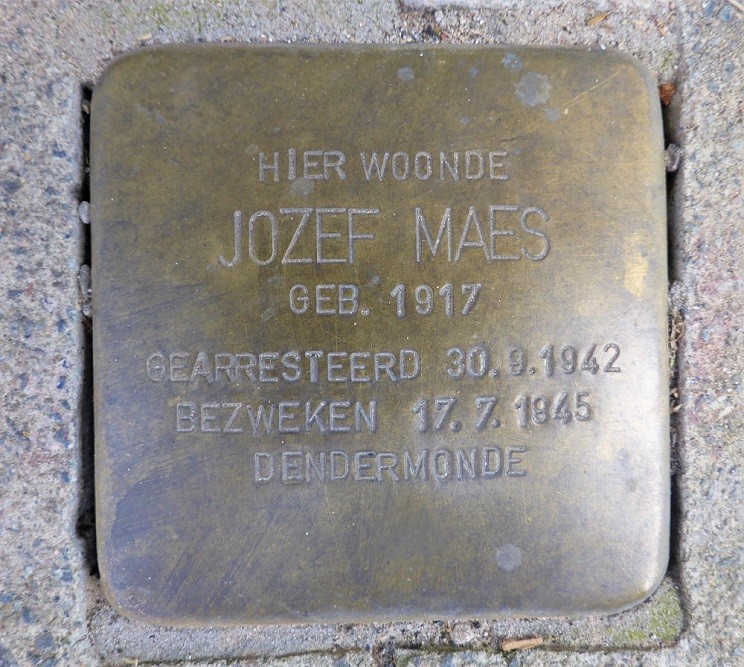 HIER WOONDE
JOZEF MAES
GEB. 1917
GEARRESTEERD 30.9.1942
BEZWEKEN 17.7.1945
DENDERMONDE